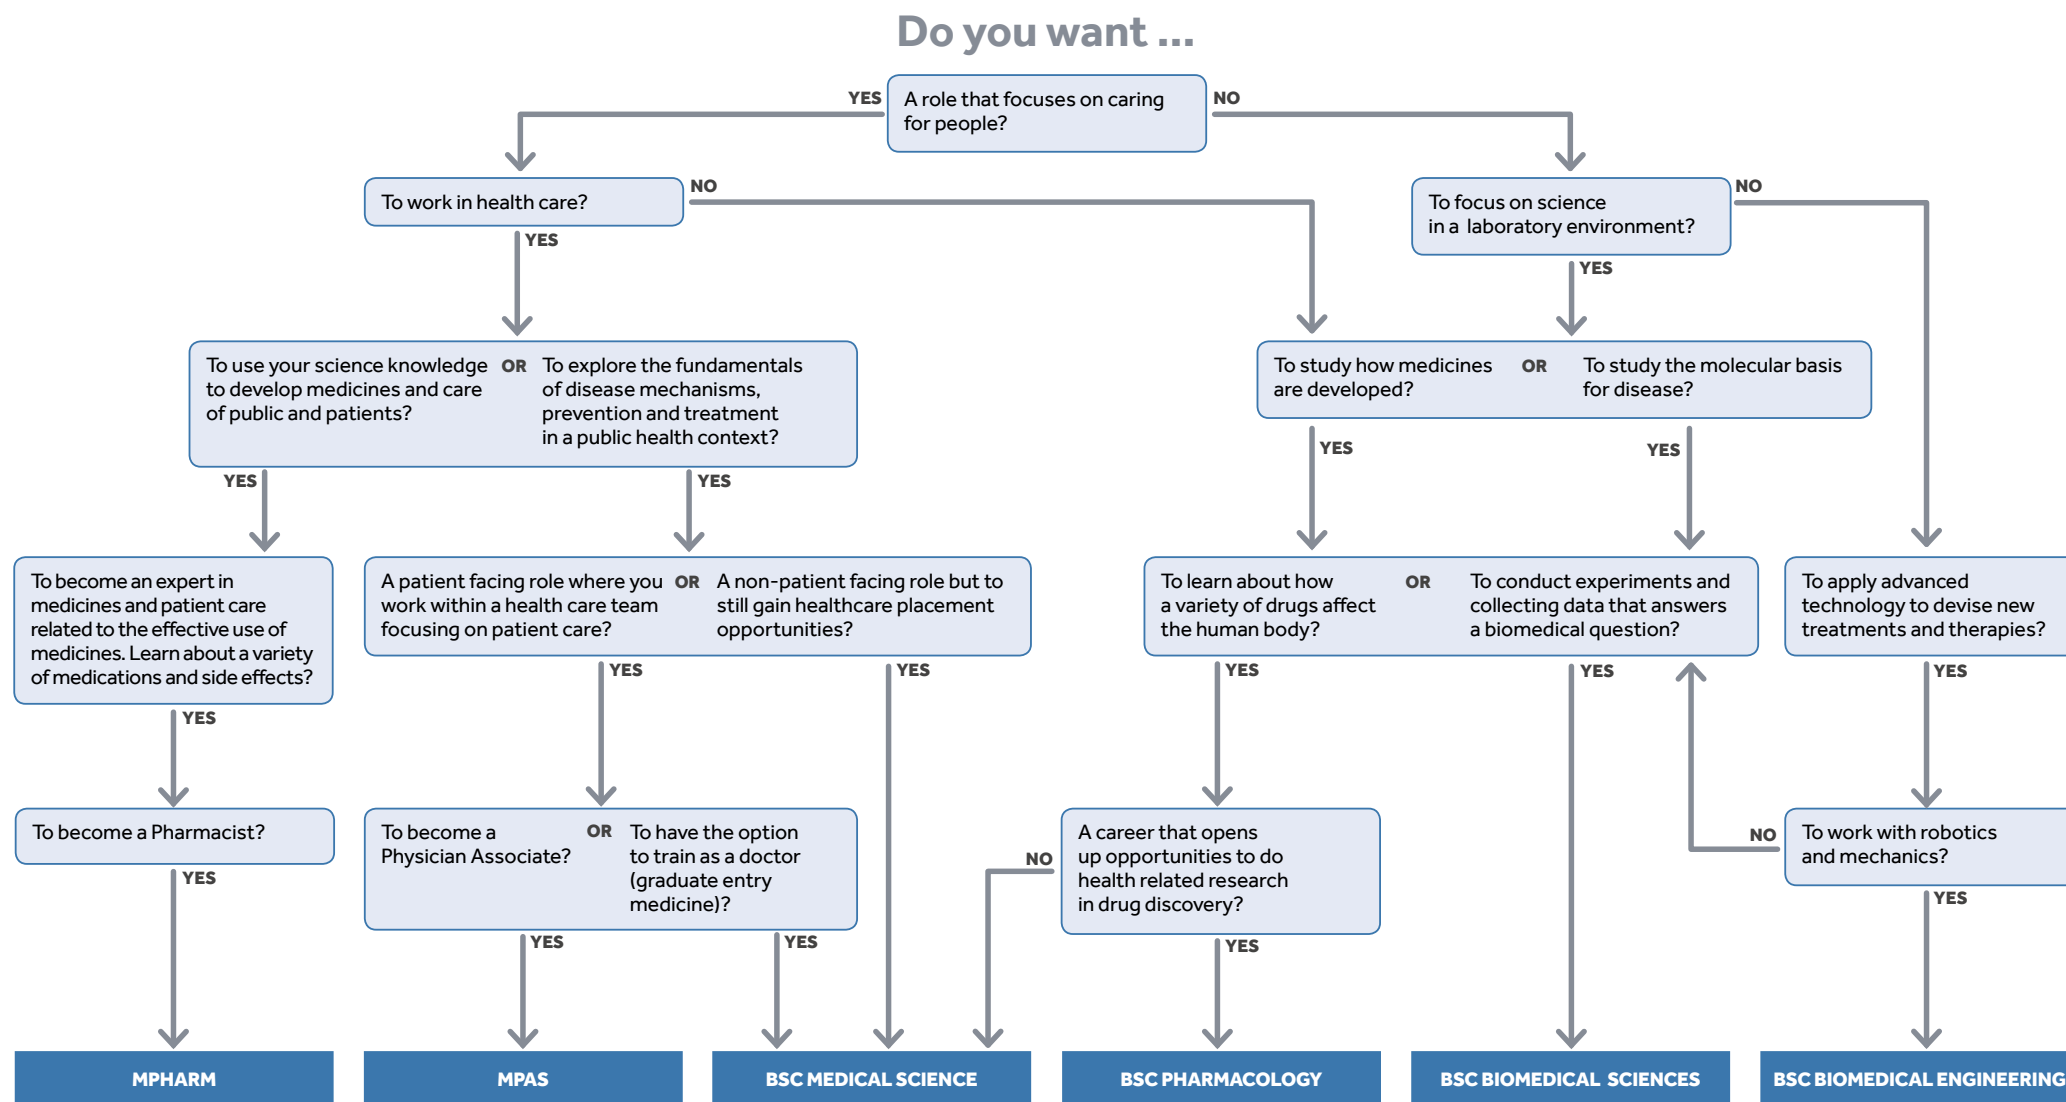 Do you want ...
YES
A role that focuses on caring
for people?
NO
To work in health care?
NO
YES
To focus on science
in a laboratory environment?
NO
YES
To use your science knowledge
to develop medicines and care
of public and patients?
OR
To explore the fundamentals
of disease mechanisms,
prevention and treatment
in a public health context?
YES
YES
To study how medicines
are developed?
OR
To study the molecular basis
for disease?
YES
YES
To become an expert in
medicines and patient care
related to the effective use of
medicines. Learn about a variety
of medications and side effects?
YES
A patient facing role where you
work within a health care team
focusing on patient care?
OR
A non-patient facing role but to
still gain healthcare placement
opportunities?
YES
YES
To learn about how
a variety of drugs affect
the human body?
OR
To conduct experiments and
collecting data that answers
a biomedical question?
YES
YES
To apply advanced
technology to devise new
treatments and therapies?
YES
To become a Pharmacist?
YES
To become a
Physician Associate?
OR
To have the option
to train as a doctor
(graduate entry
medicine)?
YES
YES
NO
A career that opens
up opportunities to do
health related research
in drug discovery?
YES
NO
To work with robotics
and mechanics?
YES
MPHARM
MPAS
BSC MEDICAL SCIENCE
BSC PHARMACOLOGY
BSC BIOMEDICAL SCIENCES
BSC BIOMEDICAL ENGINEERING